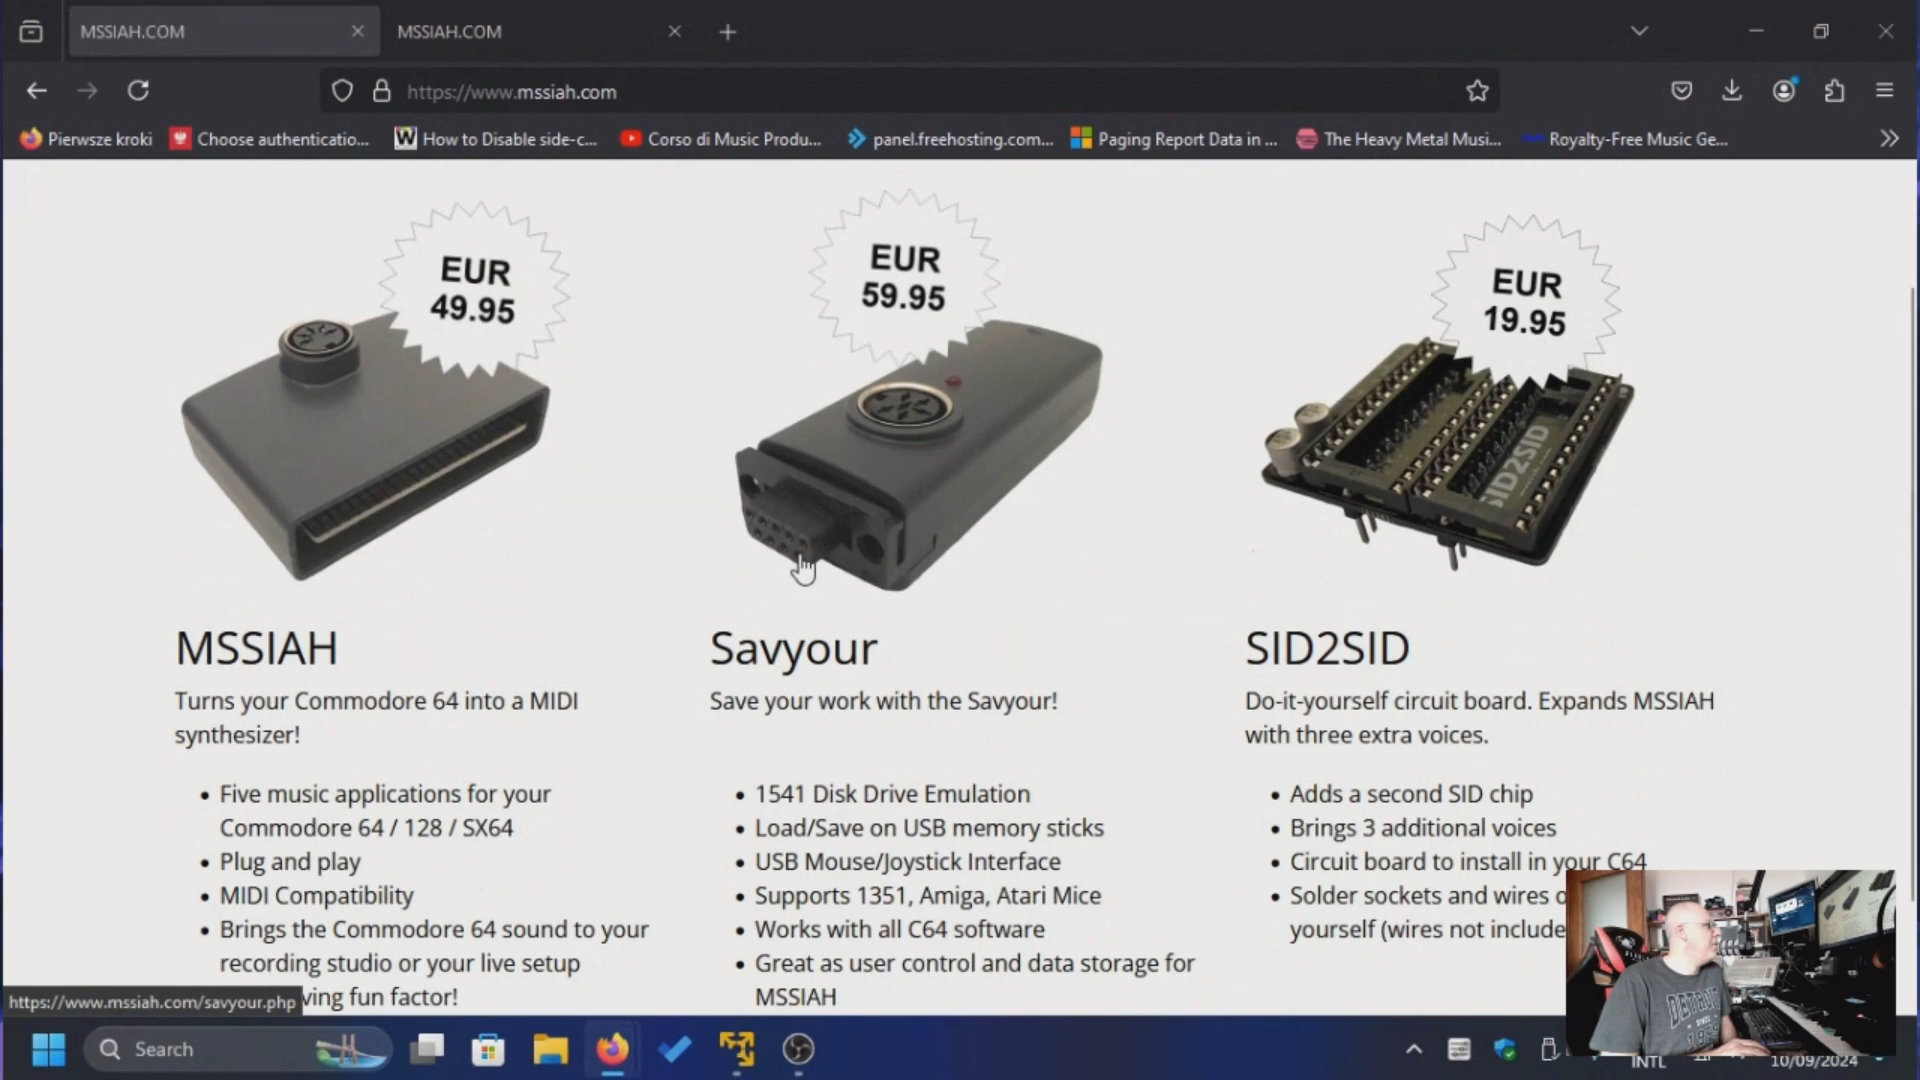 MSSIAH.COM
MSSIAH.COM
https://www.mssiah.com
Pierwsze kroki
Choose authenticatio...
How to Disable side-c...
Corso di Music Produ...
panel.freehosting.com...
Paging Report Data in ...
The Heavy Metal Musi...
Royalty-Free Music Ge...
EUR
49.95
EUR
59.95
EUR
19.95
SID2SID
MSSIAH
Turns your Commodore 64 into a MIDI
synthesizer!
• Five music applications for your
Commodore 64 / 128 / SX64
• Plug and play
• MIDI Compatibility
• Brings the Commodore 64 sound to your
recording studio or your live setup
ving fun factor!
Savyour
Save your work with the Savyour!
• 1541 Disk Drive Emulation
• Load/Save on USB memory sticks
• USB Mouse/Joystick Interface
• Supports 1351, Amiga, Atari Mice
• Works with all C64 software
• Great as user control and data storage for
MSSIAH
SID2SID
Do-it-yourself circuit board. Expands MSSIAH
with three extra voices.
• Adds a second SID chip
• Brings 3 additional voices
• Circuit board to install in your C64
• Solder sockets and wires o
yourself (wires not include
https://www.mssiah.com/savyour.php
DETROIT
Search
INTL
10/09/2024